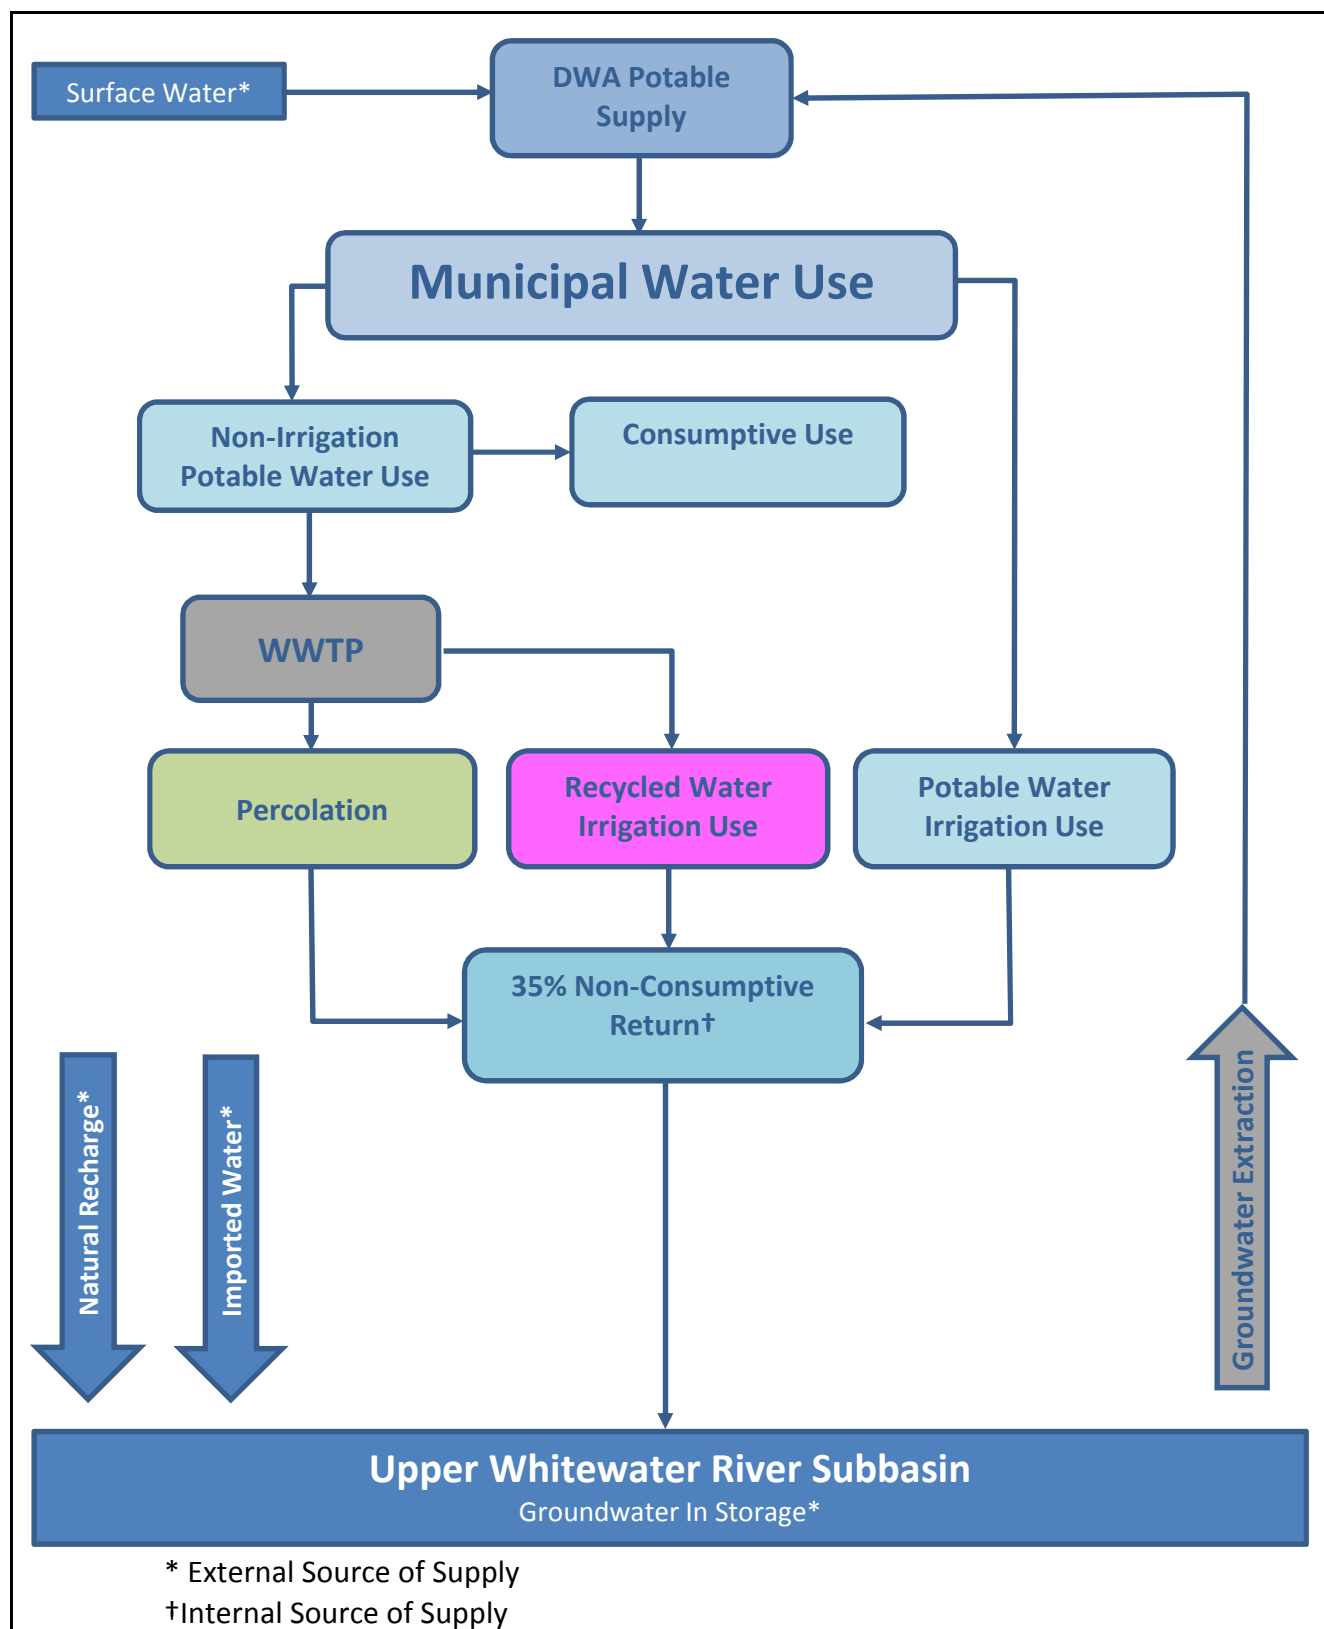 Surface Water*
DWA Potable
Supply
Municipal Water Use
Non-Irrigation
Potable Water Use
Consumptive Use
WWTP
Percolation
Recycled Water
Irrigation Use
Potable Water
Irrigation Use
35% Non-Consumptive
Return†
Natural Recharge*
Imported Water*
Groundwater Extraction
Upper Whitewater River Subbasin
Groundwater In Storage*
* External Source of Supply
†Internal Source of Supply